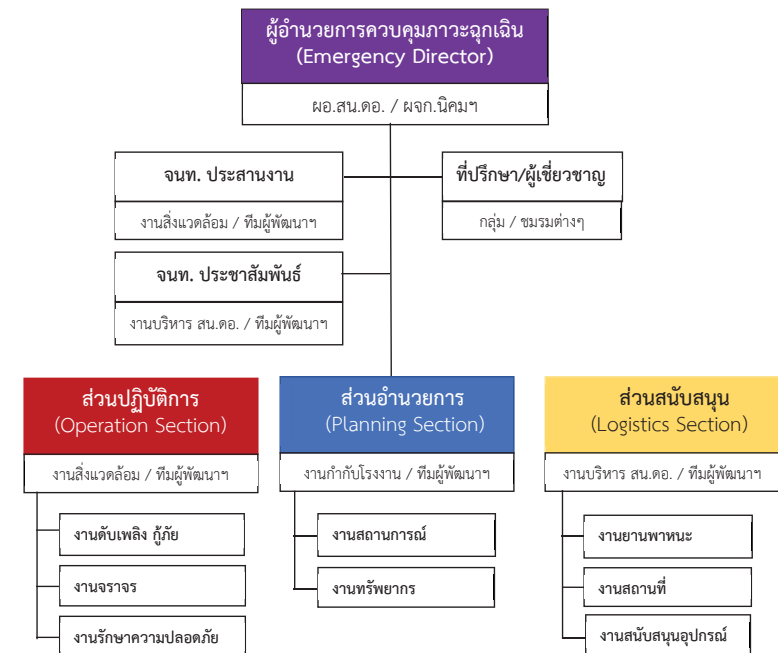 ผู้อำนวยการควบคุมภาวะฉุกเฉิน
(Emergency Director)
ผอ.สน.ดอ. / ผจก.นิคมฯ
จนท. ประสานงาน
งานสิ่งแวดล้อม / ทีมผู้พัฒนาฯ
ที่ปรึกษา/ผู้เชี่ยวชาญ
กลุ่ม / ชมรมต่างๆ
จนท. ประชาสัมพันธ์
งานบริหาร สน.ดอ. / ทีมผู้พัฒนาฯ
ส่วนปฏิบัติการ
(Operation Section)
งานสิ่งแวดล้อม / ทีมผู้พัฒนาฯ
งานดับเพลิง กู้ภัย
งานจราจร
งานรักษาความปลอดภัย
ส่วนอำนวยการ
(Planning Section)
งานกำกับโรงงาน / ทีมผู้พัฒนาฯ
งานสถานการณ์
งานทรัพยากร
ส่วนสนับสนุน
(Logistics Section)
งานบริหาร สน.ดอ. / ทีมผู้พัฒนาฯ
งานยานพาหนะ
งานสถานที่
งานสนับสนุนอุปกรณ์